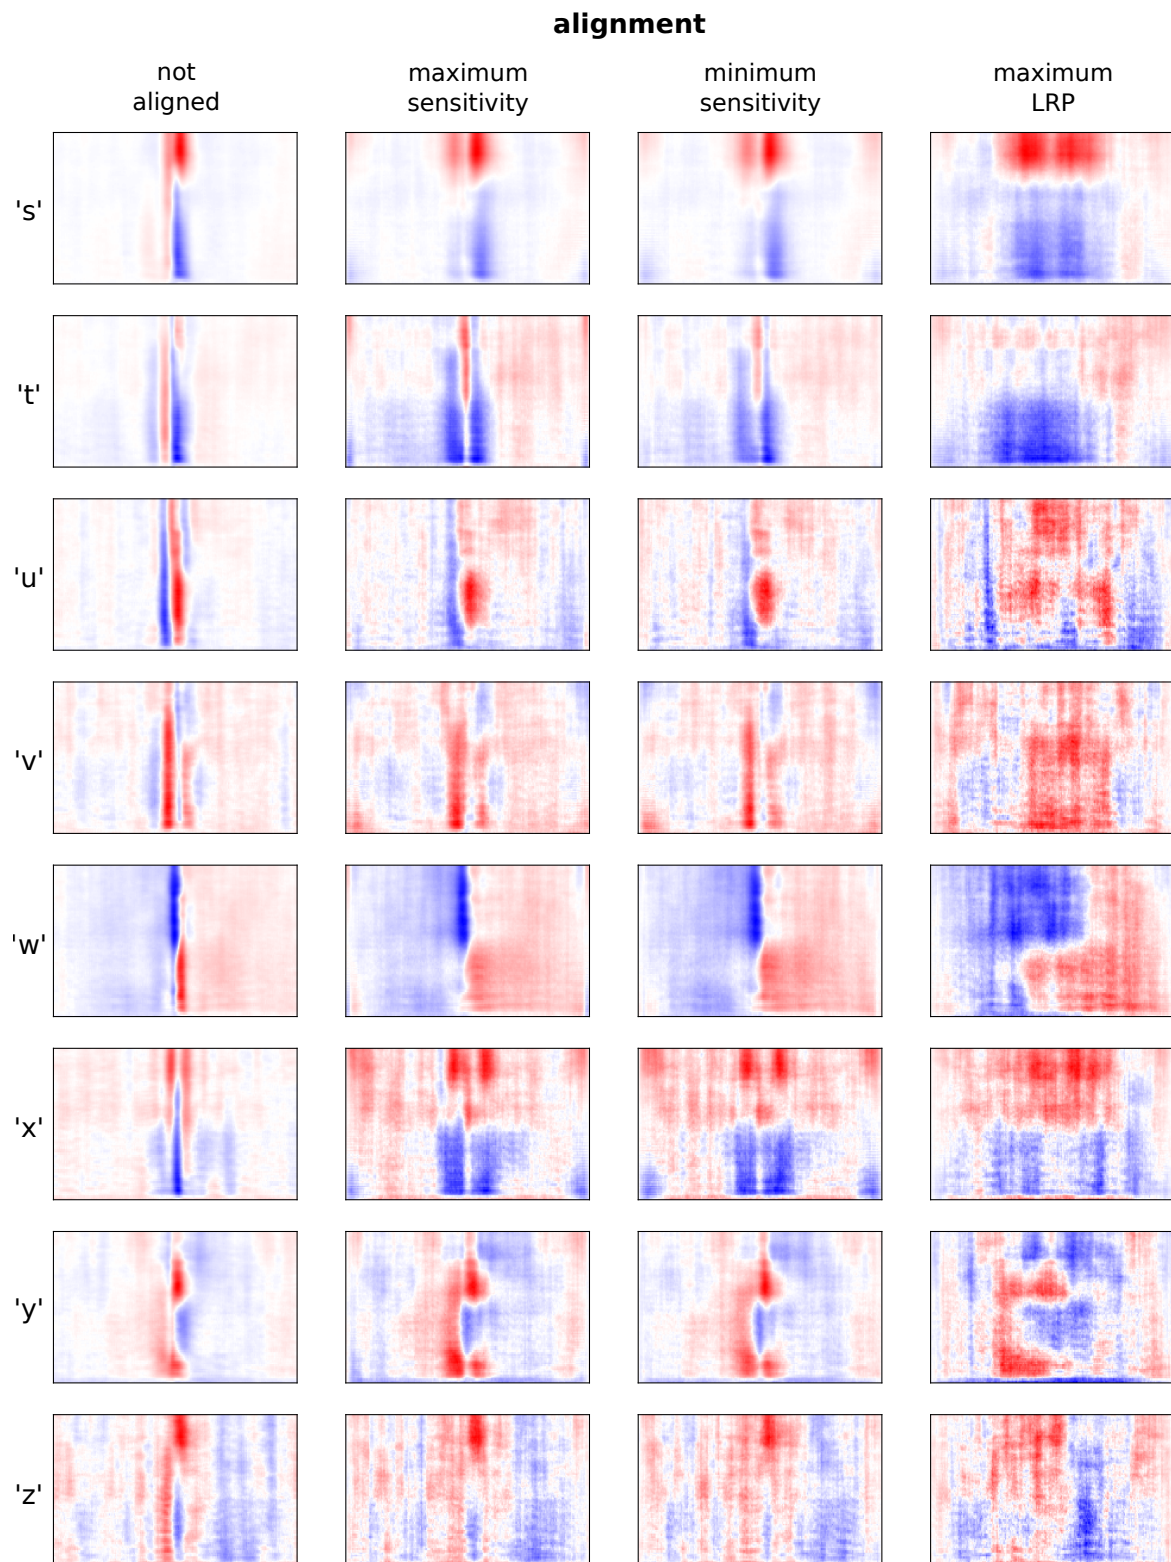 alignment
not
aligned
maximum
sensitivity
minimum
sensitivity
maximum
LRP
's'
't'
'u'
'v'
'w'
'x'
'y'
'z'